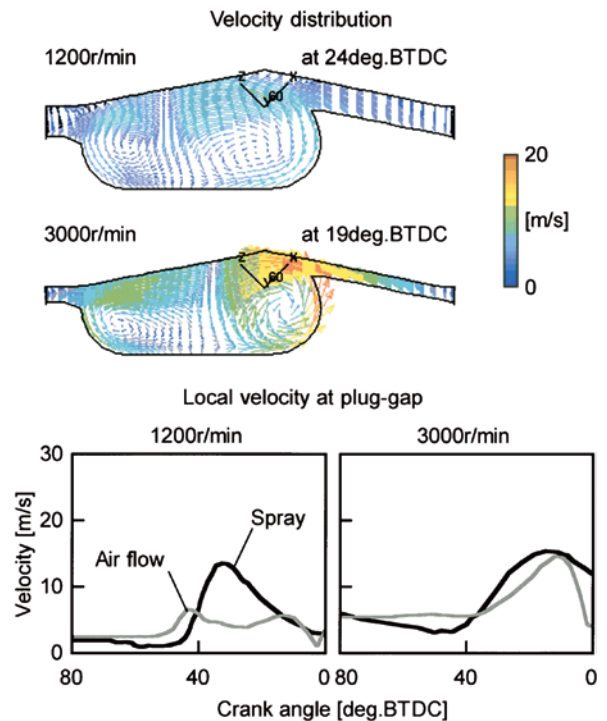 Velocity distribution
1200r/min
at 24deg.BTDC
Z
X
Y
60
20
[m/s]
0
3000r/min
at 19deg.BTDC
Z
X
Y
60
Local velocity at plug-gap
1200r/min
3000r/min
Velocity [m/s]
30
20
10
0
Air flow
Spray
80
40
0
80
40
0
Crank angle [deg.BTDC]